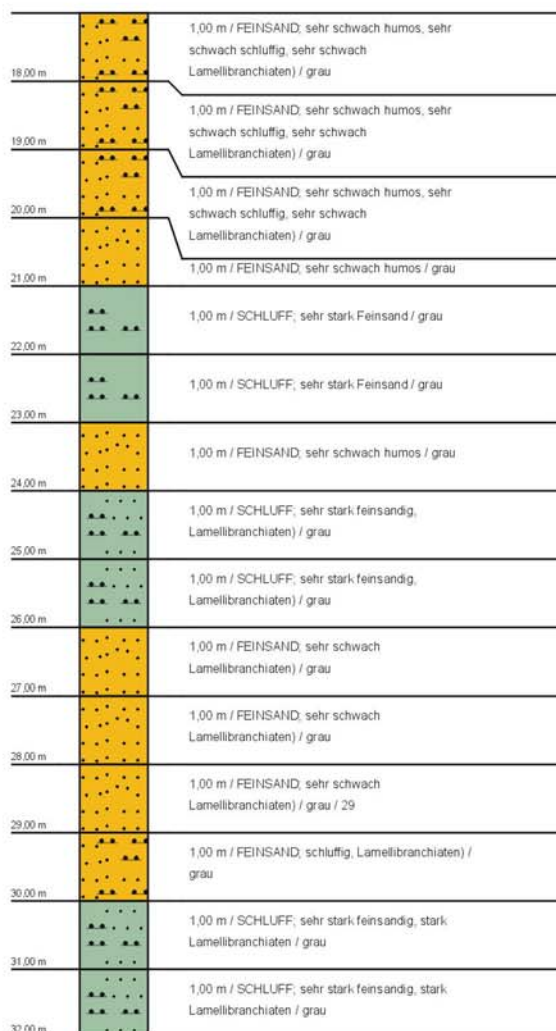 1,00 m / FEINSAND; sehr schwach humos, sehr
schwach schluffig, sehr schwach
Lamellibranchiaten) / grau
18,00 m
1,00 m / FEINSAND; sehr schwach humos, sehr
schwach schluffig, sehr schwach
Lamellibranchiaten) / grau
19,00 m
1,00 m / FEINSAND; sehr schwach humos, sehr
schwach schluffig, sehr schwach
Lamellibranchiaten) / grau
20,00 m
1,00 m / FEINSAND; sehr schwach humos / grau
21,00 m
1,00 m / SCHLUFF; sehr stark Feinsand / grau
22,00 m
1,00 m / SCHLUFF; sehr stark Feinsand / grau
23,00 m
1,00 m / FEINSAND; sehr schwach humos / grau
24,00 m
1,00 m / SCHLUFF; sehr stark feinsandig,
Lamellibranchiaten) / grau
25,00 m
1,00 m / SCHLUFF; sehr stark feinsandig,
Lamellibranchiaten) / grau
26,00 m
1,00 m / FEINSAND; sehr schwach
Lamellibranchiaten) / grau
27,00 m
1,00 m / FEINSAND; sehr schwach
Lamellibranchiaten) / grau
28,00 m
1,00 m / FEINSAND; sehr schwach
Lamellibranchiaten) / grau / 29
29,00 m
1,00 m / FEINSAND; schluffig, Lamellibranchiaten) /
grau
30,00 m
1,00 m / SCHLUFF; sehr stark feinsandig, stark
Lamellibranchiaten / grau
31,00 m
1,00 m / SCHLUFF; sehr stark feinsandig, stark
Lamellibranchiaten / grau
32,00 m